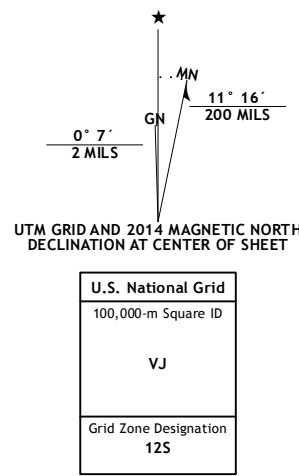 ★
MN
GN
11° 16´
200 MILS
0° 7´
2 MILS
UTM GRID AND 2014 MAGNETIC NORTH
DECLINATION AT CENTER OF SHEET
U.S. National Grid
100,000-m Square ID
VJ
Grid Zone Designation
12S